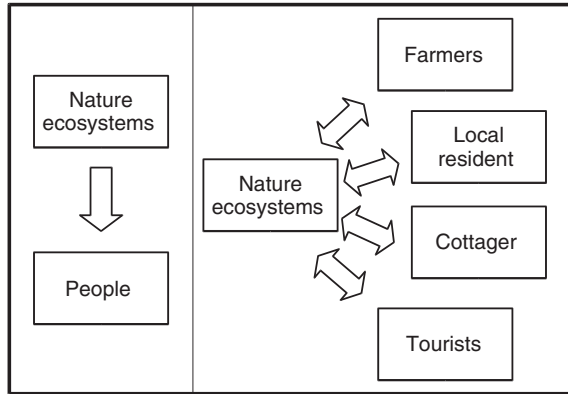 Nature
ecosystems
People
Farmers
Local
resident
Nature
ecosystems
Cottager
Tourists